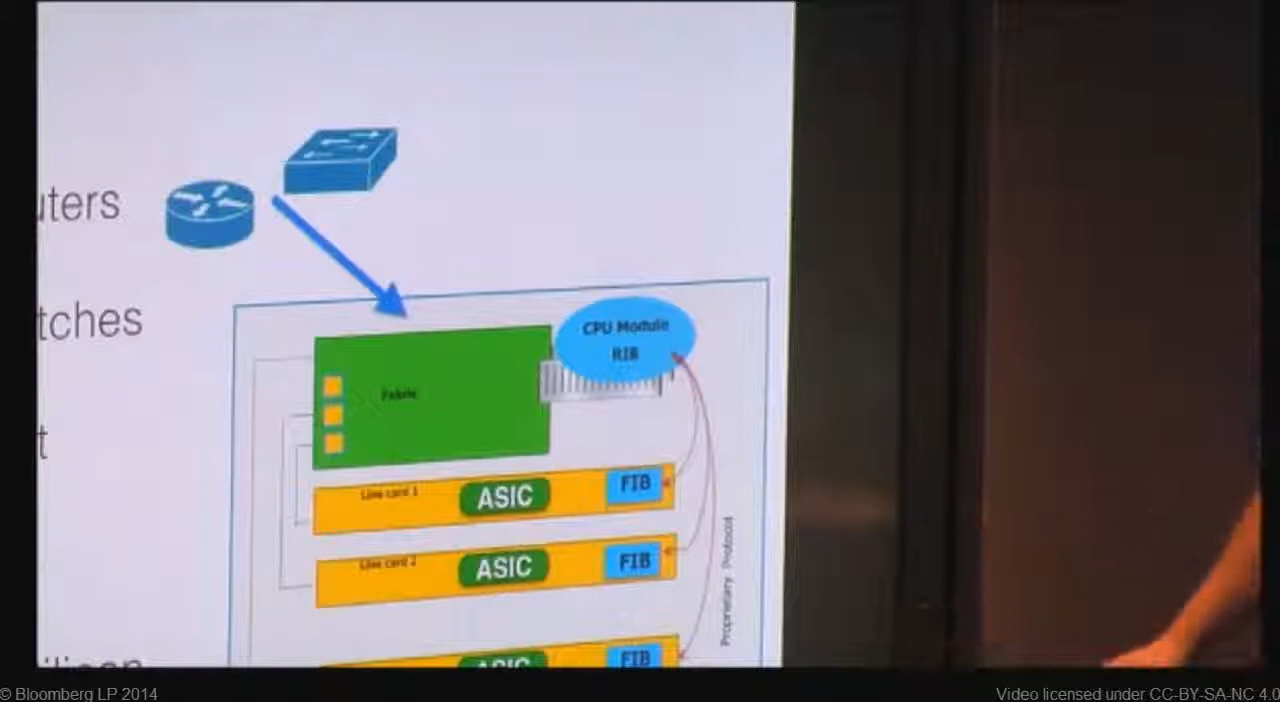 uters
tches
t
CPU Module
RIB
Fabric
Line card 1
ASIC
FIB
Line card 2
ASIC
FIB
ASIC
FIB
Proprietary Protocol
© Bloomberg LP 2014
Video licensed under CC-BY-SA-NC 4.0